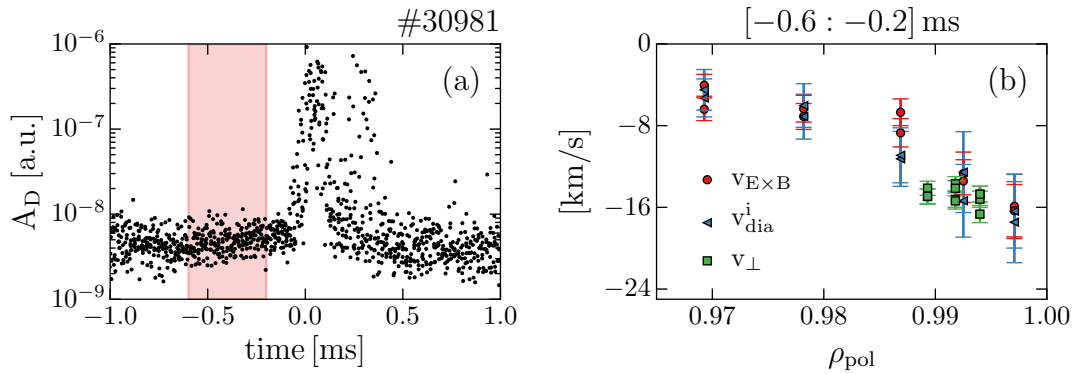 #30981
[−0.6 : −0.2] ms
(a)
A_D [a.u.]
10^−6
10^−7
10^−8
10^−9
−1.0 −0.5 0.0 0.5 1.0
time [ms]
(b)
[km/s]
0
−8
−16
−24
v_E×B
v^i_dia
v_⊥
0.97 0.98 0.99 1.00
ρ_pol